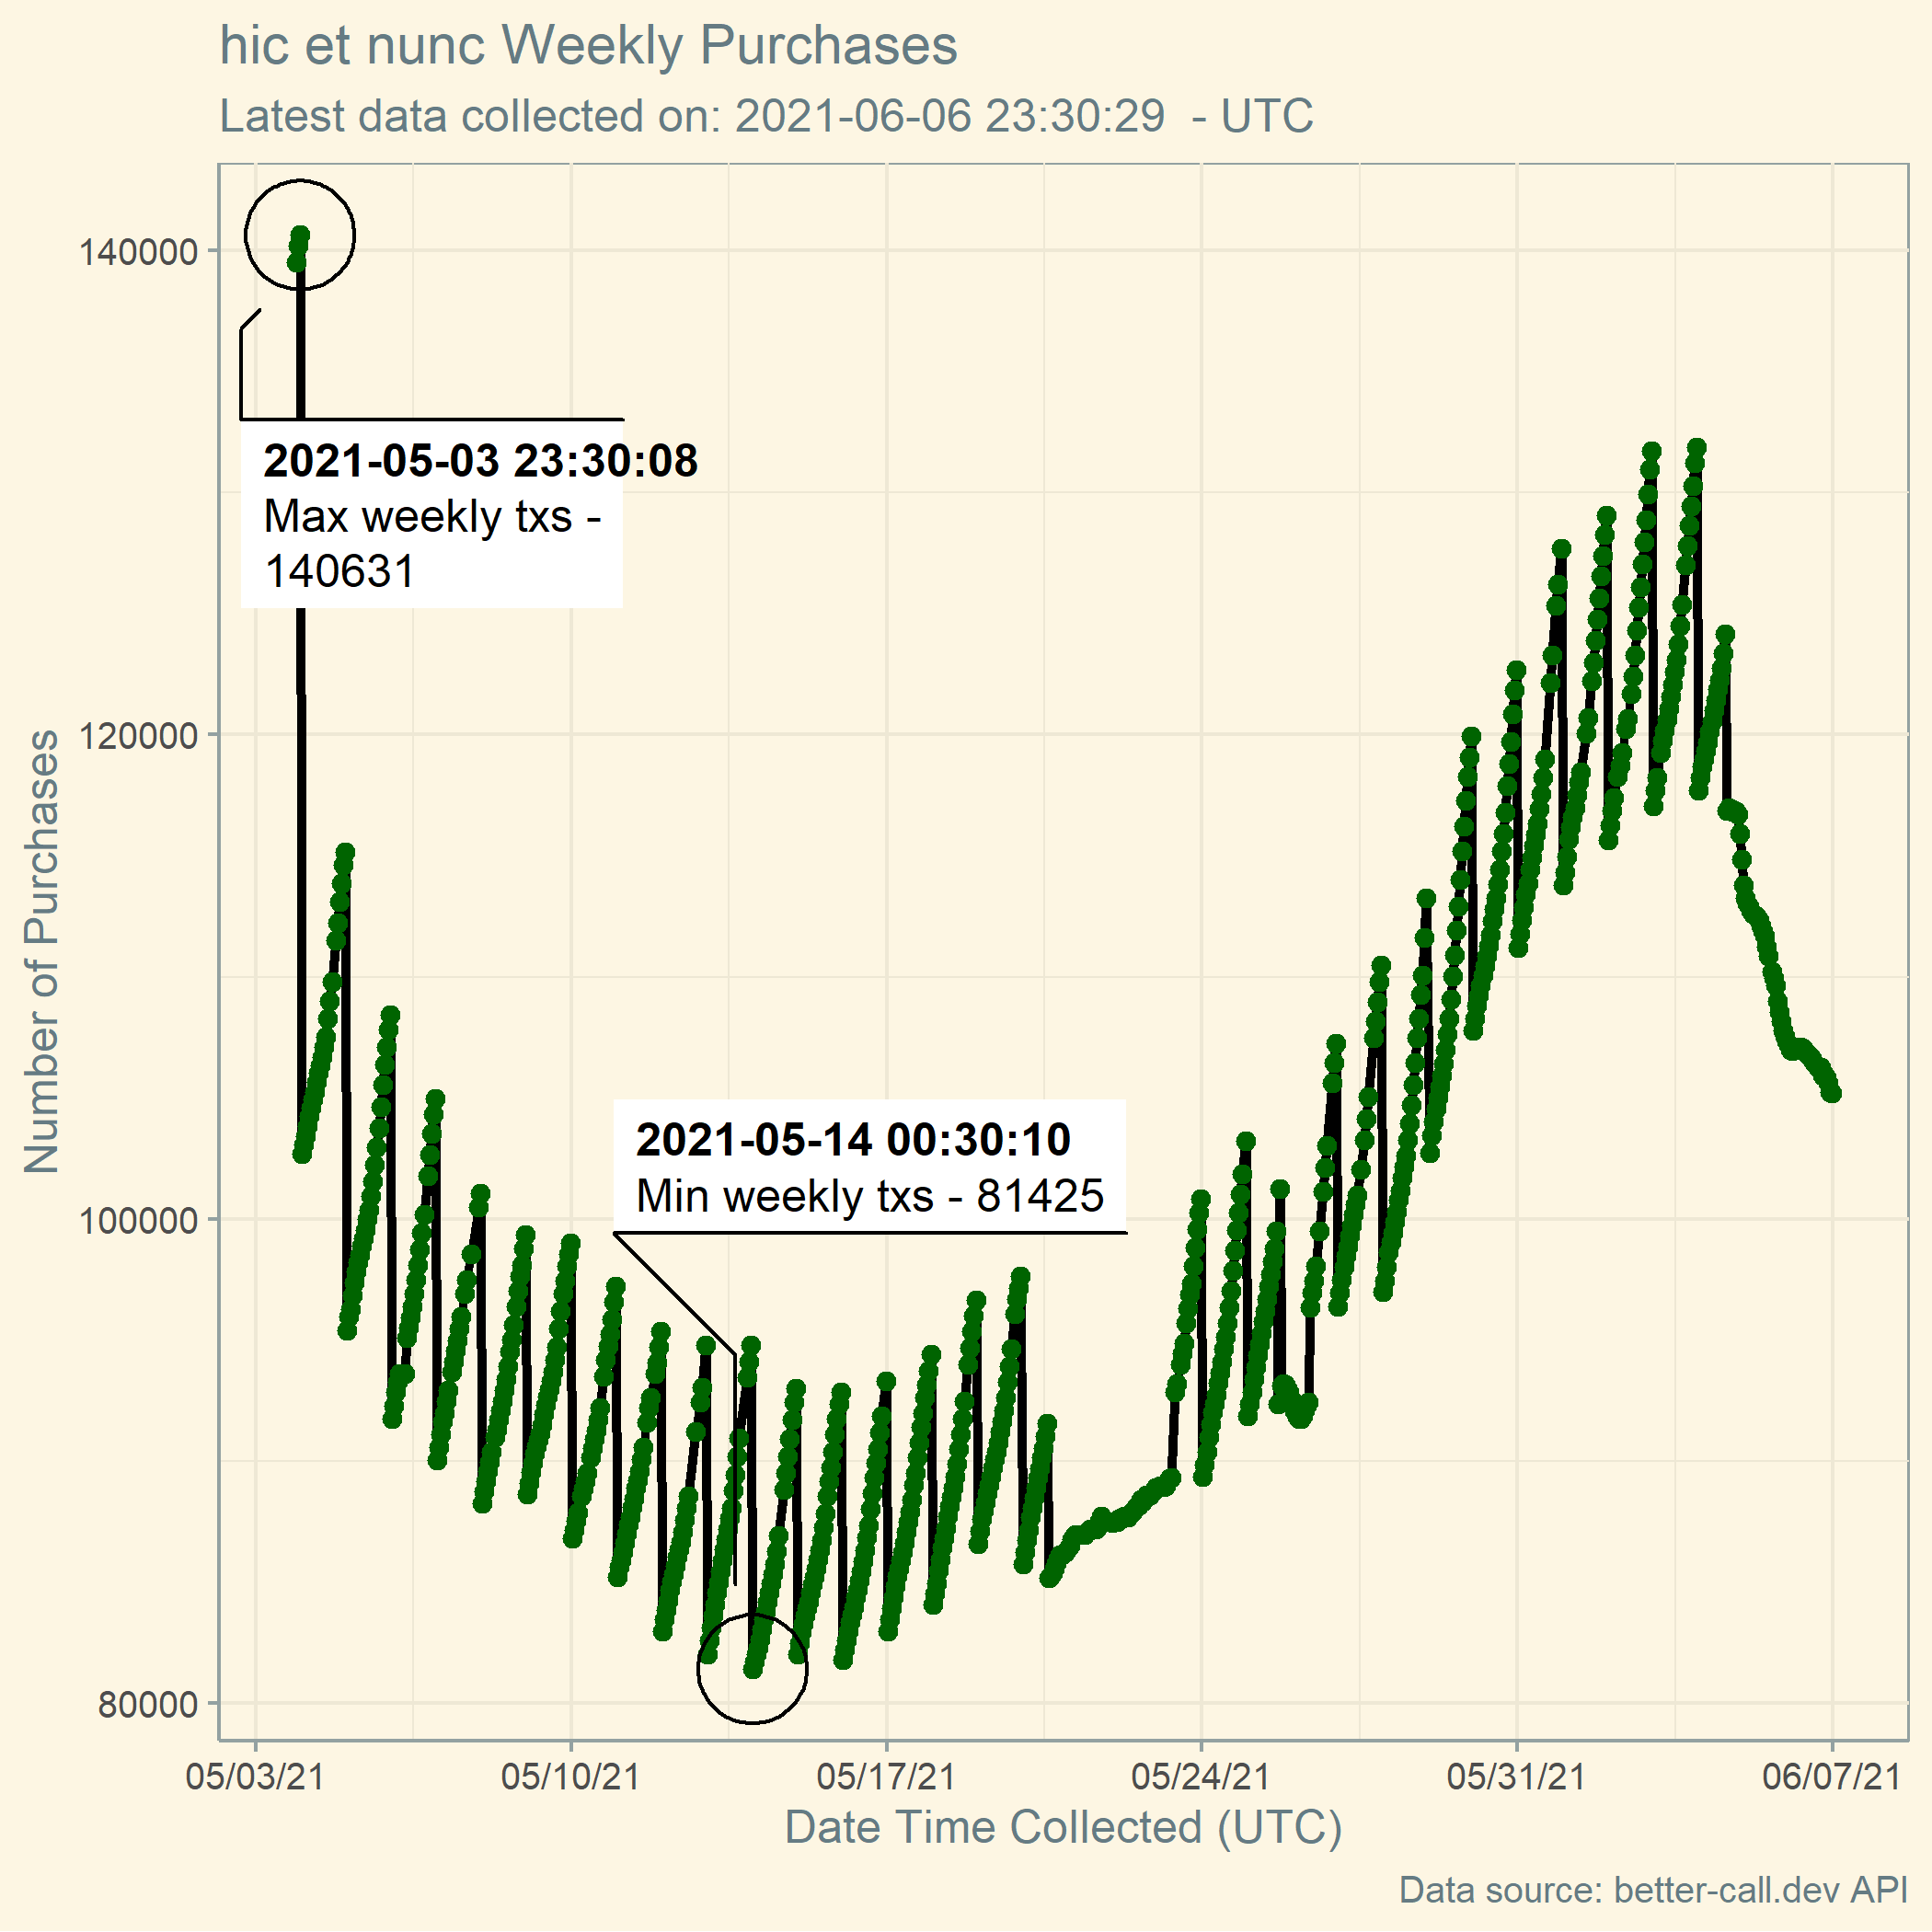 hic et nunc Weekly Purchases
Latest data collected on: 2021-06-06 23:30:29  - UTC
Number of Purchases
140000
120000
100000
80000
2021-05-03 23:30:08
Max weekly txs -
140631
2021-05-14 00:30:10
Min weekly txs - 81425
05/03/21 05/10/21 05/17/21 05/24/21 05/31/21 06/07/21
Date Time Collected (UTC)
Data source: better-call.dev API